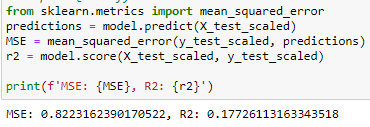 from sklearn.metrics import mean_squared_error
predictions = model.predict(X_test_scaled)
MSE = mean_squared_error(y_test_scaled, predictions)
r2 = model.score(X_test_scaled, y_test_scaled)

print(f'MSE: {MSE}, R2: {r2}')
MSE: 0.8223162390170522, R2: 0.17726113163343518